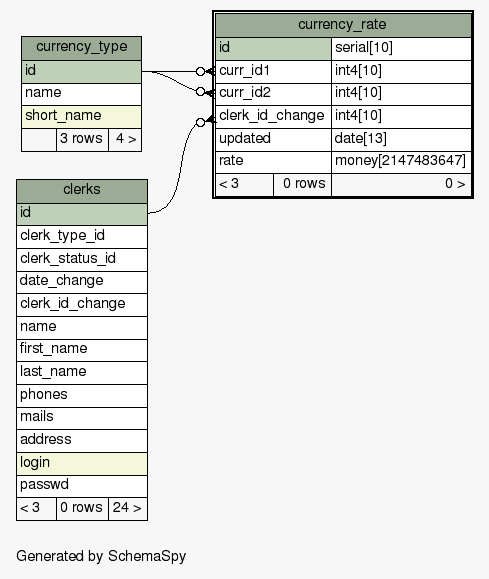 currency_type
id
name
short_name
3 rows 4 >
currency_rate
id serial[10]
curr_id1 int4[10]
curr_id2 int4[10]
clerk_id_change int4[10]
updated date[13]
rate money[2147483647]
< 3 0 rows 0 >
clerks
id
clerk_type_id
clerk_status_id
date_change
clerk_id_change
name
first_name
last_name
phones
mails
address
login
passwd
< 3 0 rows 24 >
Generated by SchemaSpy